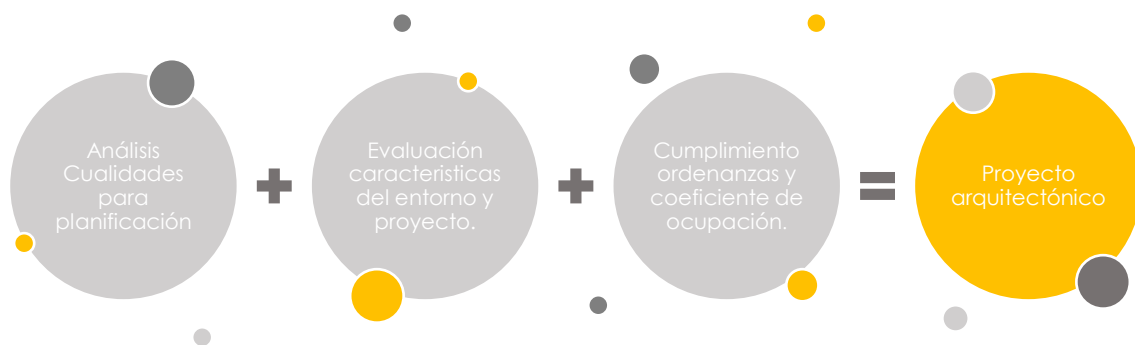 Análisis
Cualidades
para
planificación
+
Evaluación
caracteristicas
del entorno y
proyecto.
+
Cumplimiento
ordenanzas y
coeficiente de
ocupación.
=
Proyecto
arquitectónico